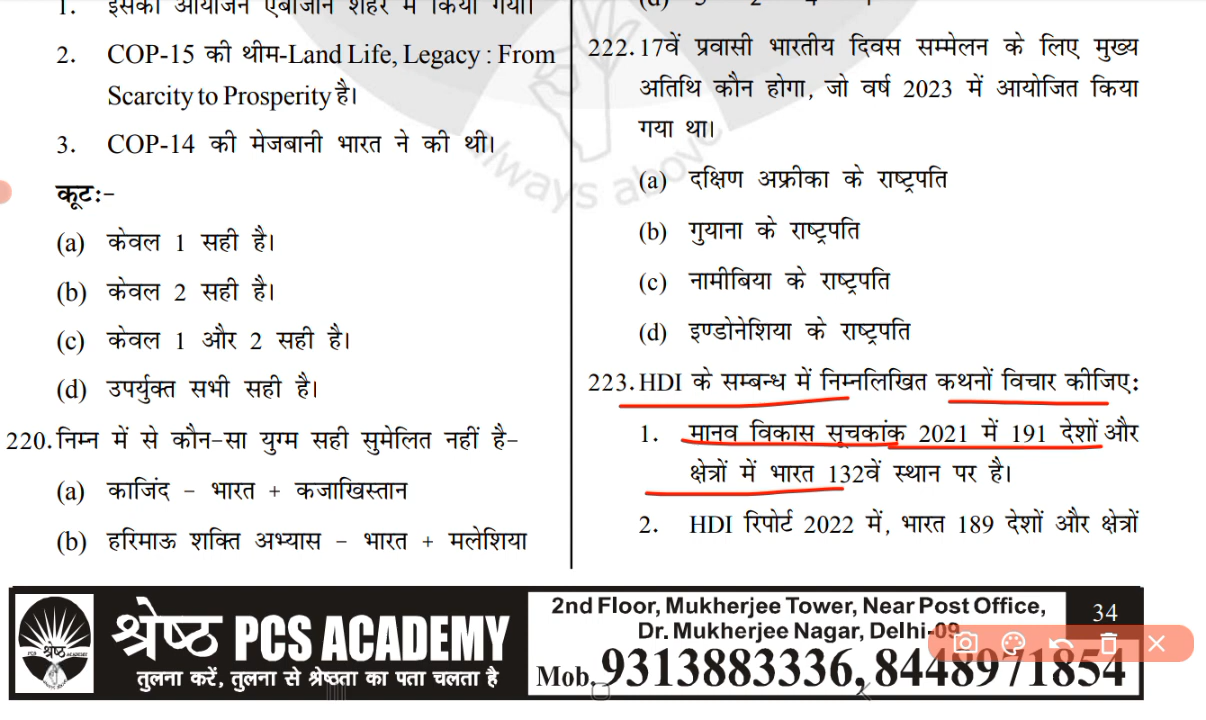 1. इसका आयोजन एबीजान शहर में किया गया।
2. COP-15 की थीम-Land Life, Legacy : From
Scarcity to Prosperity है।
3. COP-14 की मेजबानी भारत ने की थी।
कूटः-
(a) केवल 1 सही है।
(b) केवल 2 सही है।
(c) केवल 1 और 2 सही है।
(d) उपर्युक्त सभी सही है।
220. निम्न में से कौन-सा युग्म सही सुमेलित नहीं है-
(a) काजिंद - भारत + कजाखिस्तान
(b) हरिमाऊ शक्ति अभ्यास - भारत + मलेशिया
222. 17वें प्रवासी भारतीय दिवस सम्मेलन के लिए मुख्य
अतिथि कौन होगा, जो वर्ष 2023 में आयोजित किया
गया था।
(a) दक्षिण अफ्रीका के राष्ट्रपति
(b) गुयाना के राष्ट्रपति
(c) नामीबिया के राष्ट्रपति
(d) इण्डोनेशिया के राष्ट्रपति
223. HDI के सम्बन्ध में निम्नलिखित कथनों विचार कीजिए:
1. मानव विकास सूचकांक 2021 में 191 देशों और
क्षेत्रों में भारत 132वें स्थान पर है।
2. HDI रिपोर्ट 2022 में, भारत 189 देशों और क्षेत्रों
always above
श्रेष्ठ PCS ACADEMY
तुलना करें, तुलना से श्रेष्ठता का पता चलता है
2nd Floor, Mukherjee Tower, Near Post Office,
Dr. Mukherjee Nagar, Delhi-09
Mob. 9313883336, 8448971854
34